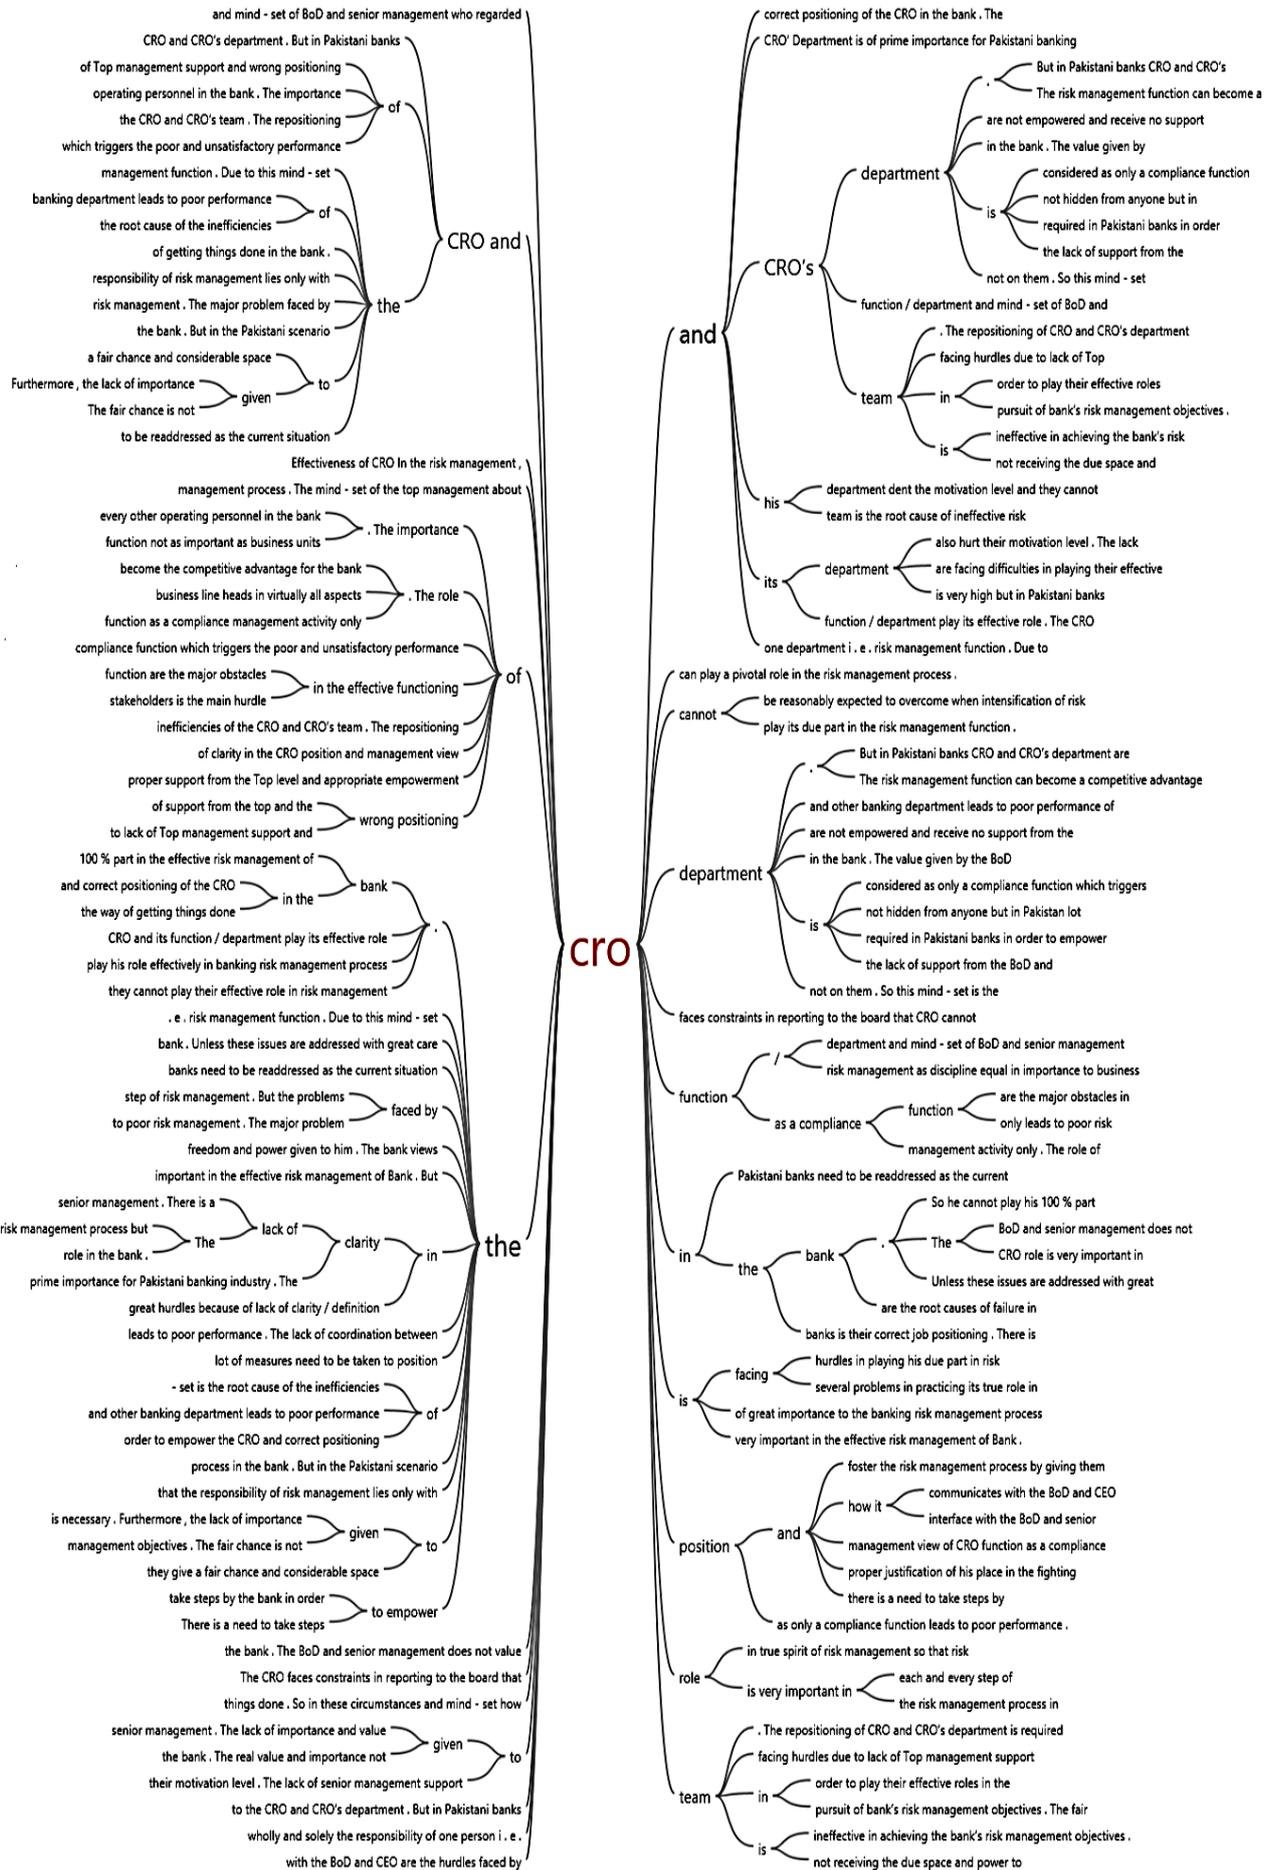 and mind - set of BoD and senior management who regarded
CRO and CRO's department . But in Pakistani banks
of Top management support and wrong positioning
operating personnel in the bank . The importance
of
the CRO and CRO's team . The repositioning
which triggers the poor and unsatisfactory performance
management function . Due to this mind - set
banking department leads to poor performance
of
the root cause of the inefficiencies
CRO and
of getting things done in the bank .
responsibility of risk management lies only with
risk management . The major problem faced by
the
the bank . But in the Pakistani scenario
a fair chance and considerable space
to
Furthermore , the lack of importance
given
The fair chance is not
to be readdressed as the current situation
Effectiveness of CRO In the risk management ,
management process . The mind - set of the top management about
every other operating personnel in the bank
. The importance
function not as important as business units
become the competitive advantage for the bank
business line heads in virtually all aspects
. The role
function as a compliance management activity only
compliance function which triggers the poor and unsatisfactory performance
of
function are the major obstacles
in the effective functioning
stakeholders is the main hurdle
inefficiencies of the CRO and CRO's team . The repositioning
of clarity in the CRO position and management view
proper support from the Top level and appropriate empowerment
of support from the top and the
wrong positioning
to lack of Top management support and
100 % part in the effective risk management of
bank
and correct positioning of the CRO
in the
the way of getting things done
.
CRO and its function / department play its effective role
play his role effectively in banking risk management process
they cannot play their effective role in risk management
. e . risk management function . Due to this mind - set
bank . Unless these issues are addressed with great care
banks need to be readdressed as the current situation
step of risk management . But the problems
faced by
to poor risk management . The major problem
freedom and power given to him . The bank views
important in the effective risk management of Bank . But
senior management . There is a
lack of
risk management process but
The
role in the bank .
clarity
prime importance for Pakistani banking industry . The
in
the
great hurdles because of lack of clarity / definition
leads to poor performance . The lack of coordination between
lot of measures need to be taken to position
- set is the root cause of the inefficiencies
and other banking department leads to poor performance
of
order to empower the CRO and correct positioning
process in the bank . But in the Pakistani scenario
that the responsibility of risk management lies only with
is necessary . Furthermore , the lack of importance
given
management objectives . The fair chance is not
to
they give a fair chance and considerable space
take steps by the bank in order
to empower
There is a need to take steps
the bank . The BoD and senior management does not value
The CRO faces constraints in reporting to the board that
things done . So in these circumstances and mind - set how
senior management . The lack of importance and value
given
the bank . The real value and importance not
to
their motivation level . The lack of senior management support
to the CRO and CRO's department . But in Pakistani banks
wholly and solely the responsibility of one person i . e .
with the BoD and CEO are the hurdles faced by
cro
correct positioning of the CRO in the bank . The
CRO' Department is of prime importance for Pakistani banking
But in Pakistani banks CRO and CRO's
.
The risk management function can become a
are not empowered and receive no support
in the bank . The value given by
department
considered as only a compliance function
not hidden from anyone but in
is
required in Pakistani banks in order
the lack of support from the
CRO's
not on them . So this mind - set
function / department and mind - set of BoD and
and
. The repositioning of CRO and CRO's department
facing hurdles due to lack of Top
team
in
order to play their effective roles
pursuit of bank's risk management objectives .
is
ineffective in achieving the bank's risk
not receiving the due space and
his
department dent the motivation level and they cannot
team is the root cause of ineffective risk
also hurt their motivation level . The lack
its
department
are facing difficulties in playing their effective
is very high but in Pakistani banks
function / department play its effective role . The CRO
one department i . e . risk management function . Due to
can play a pivotal role in the risk management process .
cannot
be reasonably expected to overcome when intensification of risk
play its due part in the risk management function .
But in Pakistani banks CRO and CRO's department are
.
The risk management function can become a competitive advantage
and other banking department leads to poor performance of
are not empowered and receive no support from the
in the bank . The value given by the BoD
department
considered as only a compliance function which triggers
not hidden from anyone but in Pakistan lot
is
required in Pakistani banks in order to empower
the lack of support from the BoD and
not on them . So this mind - set is the
faces constraints in reporting to the board that CRO cannot
/
department and mind - set of BoD and senior management
risk management as discipline equal in importance to business
function
as a compliance
function
are the major obstacles in
only leads to poor risk
management activity only . The role of
Pakistani banks need to be readdressed as the current
in
So he cannot play his 100 % part
the
bank
.
The
BoD and senior management does not
CRO role is very important in
Unless these issues are addressed with great
are the root causes of failure in
banks is their correct job positioning . There is
facing
hurdles in playing his due part in risk
several problems in practicing its true role in
is
of great importance to the banking risk management process
very important in the effective risk management of Bank .
foster the risk management process by giving them
how it
communicates with the BoD and CEO
interface with the BoD and senior
position
and
management view of CRO function as a compliance
proper justification of his place in the fighting
there is a need to take steps by
as only a compliance function leads to poor performance .
in true spirit of risk management so that risk
role
is very important in
each and every step of
the risk management process in
. The repositioning of CRO and CRO's department is required
facing hurdles due to lack of Top management support
team
in
order to play their effective roles in the
pursuit of bank's risk management objectives . The fair
is
ineffective in achieving the bank's risk management objectives .
not receiving the due space and power to